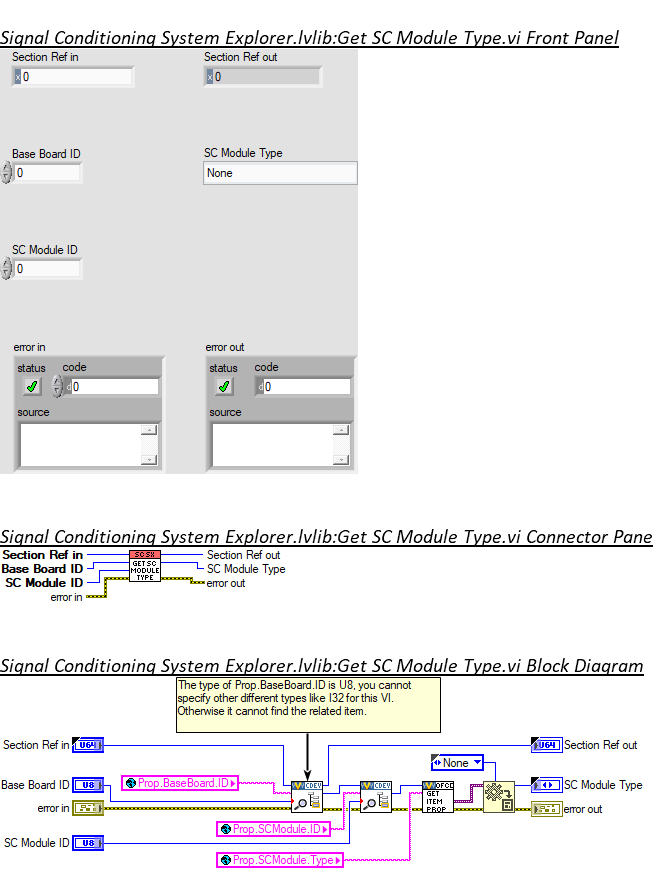 Signal Conditioning System Explorer.lvlib:Get SC Module Type.vi Front Panel
Section Ref in
Section Ref out
x 0
x 0
Base Board ID
SC Module Type
0
None
SC Module ID
0
error in
error out
status code
status code
d 0
d 0
source
source
Signal Conditioning System Explorer.lvlib:Get SC Module Type.vi Connector Pane
Section Ref in
SC SX
Section Ref out
Base Board ID
GET SC
MODULE
TYPE
SC Module Type
SC Module ID
error out
error in
Signal Conditioning System Explorer.lvlib:Get SC Module Type.vi Block Diagram
The type of Prop.BaseBoard.ID is U8, you cannot
specify other different types like I32 for this VI.
Otherwise it cannot find the related item.
Section Ref in
U64
U64
Section Ref out
None
Base Board ID
U8
Prop.BaseBoard.ID
CDEV
CDEV
OFCD
GET
ITEM
PROP
SC Module Type
error in
error out
Prop.SCModule.ID
SC Module ID
U8
Prop.SCModule.Type